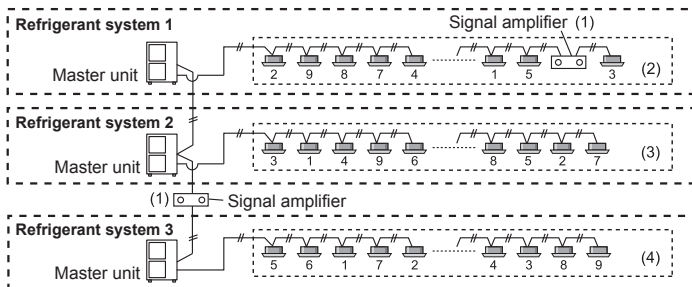 Refrigerant system 1
Signal amplifier (1)
Master unit
2 9 8 7 4 1 5 3 (2)
Refrigerant system 2
Master unit
3 1 4 9 6 8 5 2 7 (3)
(1) Signal amplifier
Refrigerant system 3
Master unit
5 6 1 7 2 4 3 8 9 (4)